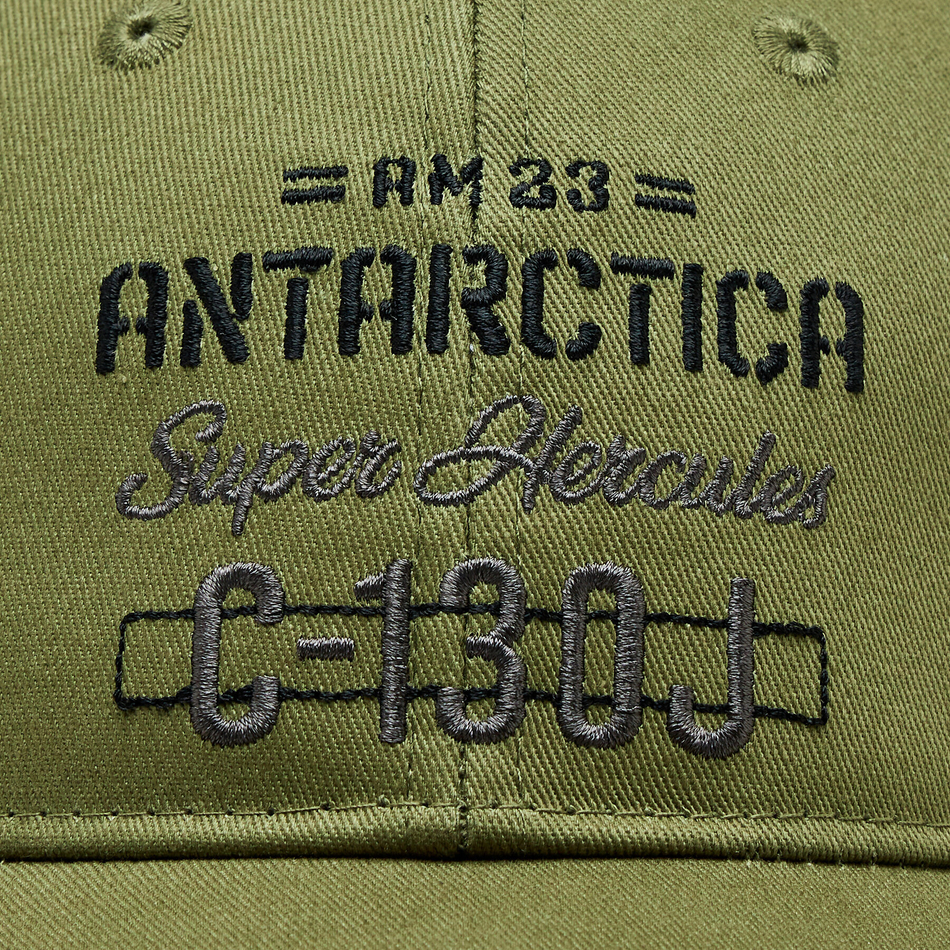 = AM 23 =
ANTARCTICA
Super Hercules
C-130J